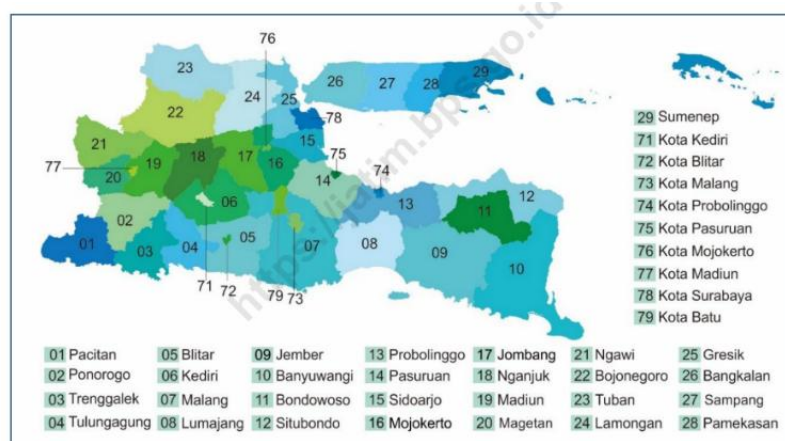 https://jatim.bps.go.id
76
23
26
27
28
29
24
25
22
78
21
77
19
18
17
16
15
75
20
14
74
06
13
12
11
02
01
03
04
05
07
08
09
10
71
72
79
73
29 Sumenep
71 Kota Kediri
72 Kota Blitar
73 Kota Malang
74 Kota Probolinggo
75 Kota Pasuruan
76 Kota Mojokerto
77 Kota Madiun
78 Kota Surabaya
79 Kota Batu
01 Pacitan
02 Ponorogo
03 Trenggalek
04 Tulungagung
05 Blitar
06 Kediri
07 Malang
08 Lumajang
09 Jember
10 Banyuwangi
11 Bondowoso
12 Situbondo
13 Probolinggo
14 Pasuruan
15 Sidoarjo
16 Mojokerto
17 Jombang
18 Nganjuk
19 Madiun
20 Magetan
21 Ngawi
22 Bojonegoro
23 Tuban
24 Lamongan
25 Gresik
26 Bangkalan
27 Sampang
28 Pamekasan